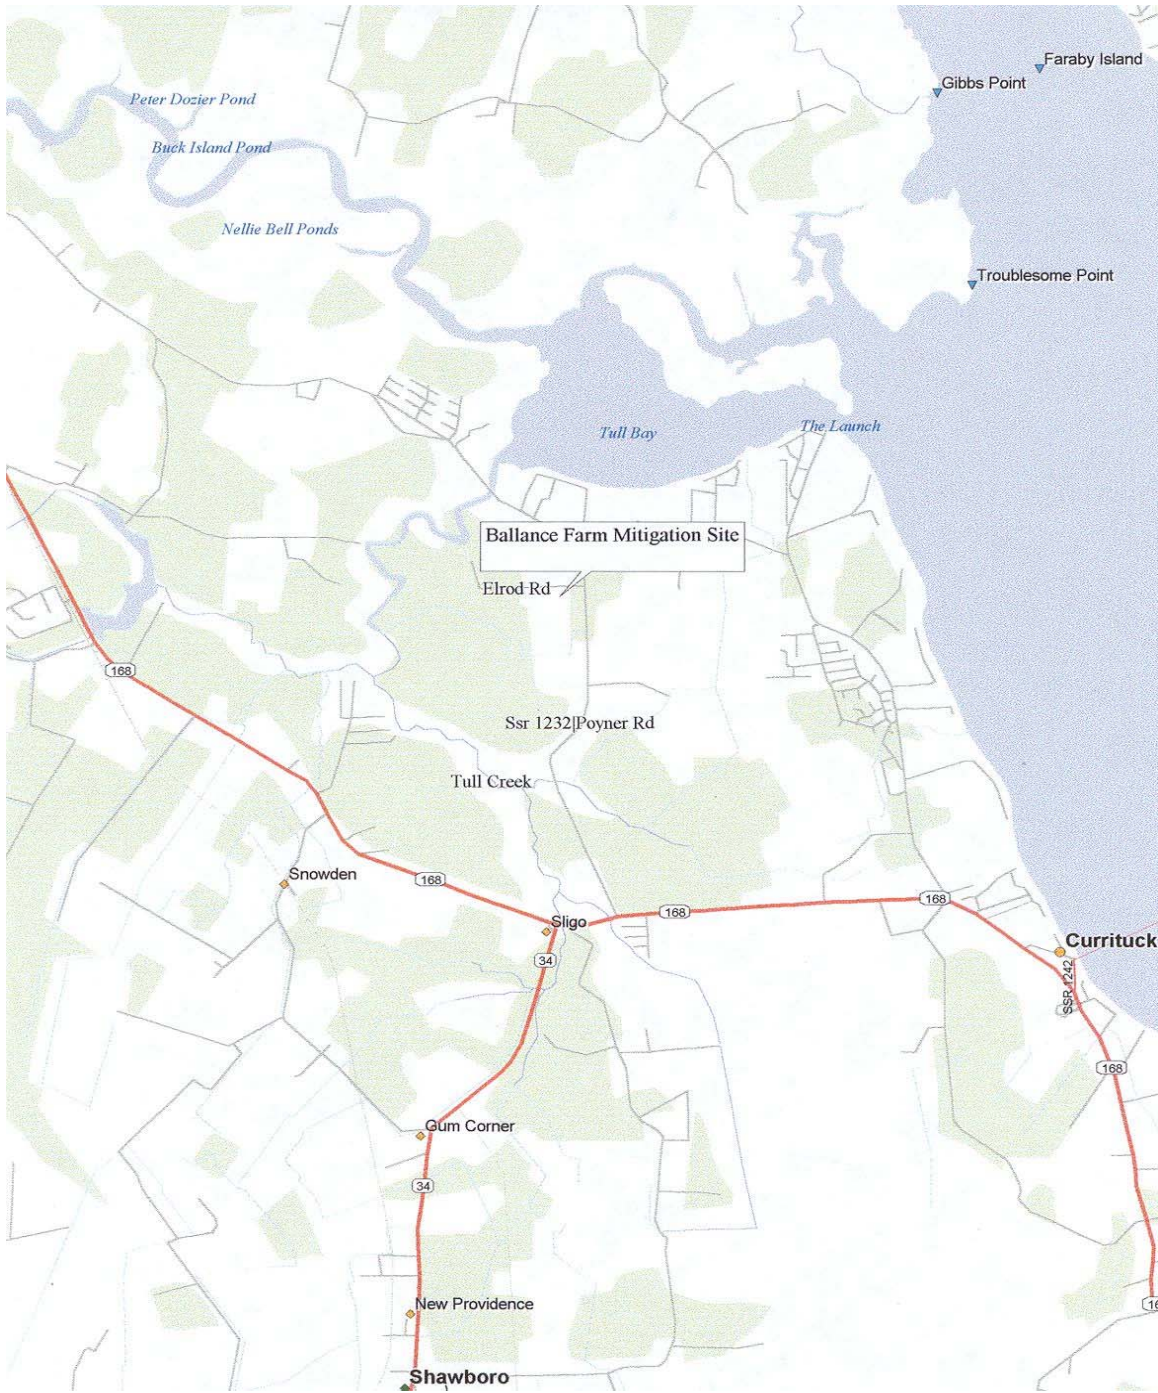 Faraby Island
Gibbs Point
Peter Dozier Pond
Buck Island Pond
Nellie Bell Ponds
Troublesome Point
Tull Bay
The Launch
Ballance Farm Mitigation Site
Elrod Rd
168
Ssr 1232|Poyner Rd
Tull Creek
Snowden
168
168
168
Sligo
34
Currituck
SSR 1242
168
Gum Corner
34
New Providence
Shawboro